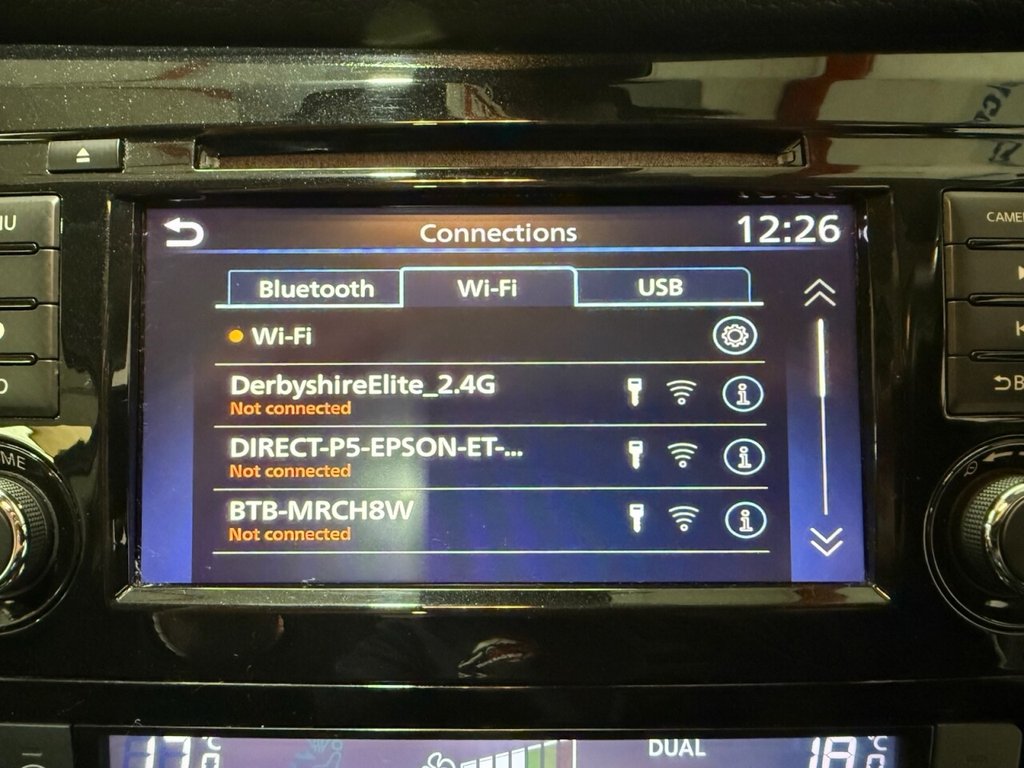 Connections
12:26
Bluetooth
Wi-Fi
USB
Wi-Fi
DerbyshireElite_2.4G
Not connected
DIRECT-P5-EPSON-ET-...
Not connected
BTB-MRCH8W
Not connected
DUAL